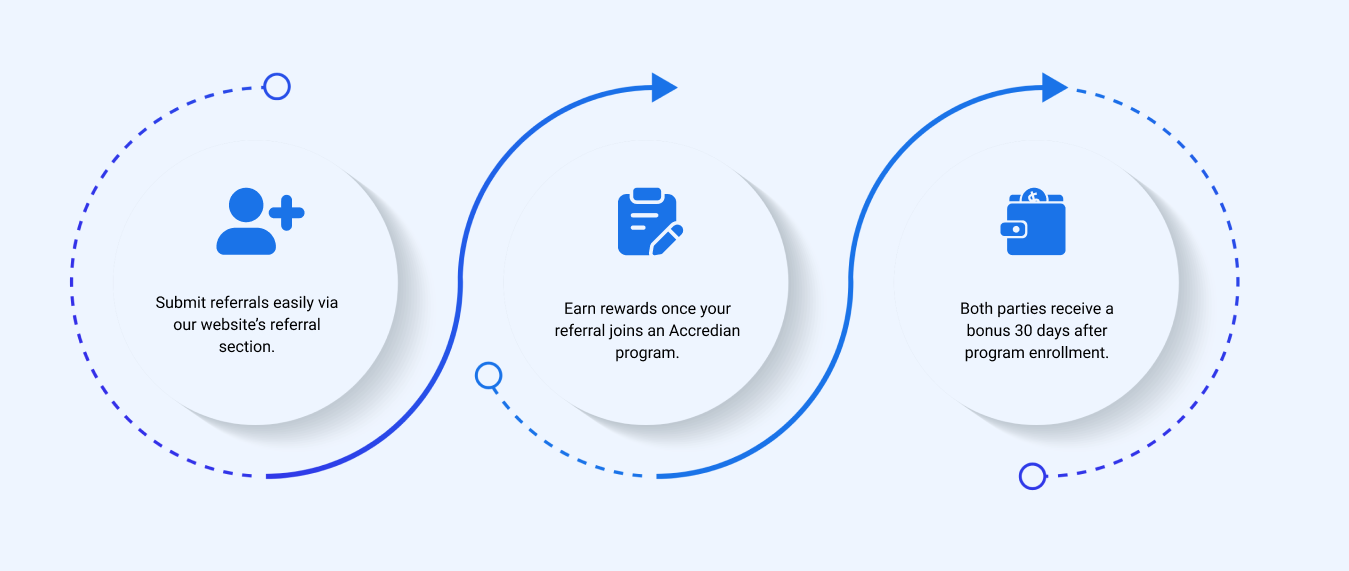 Submit referrals easily via
our website’s referral
section.
Earn rewards once your
referral joins an Accredian
program.
Both parties receive a
bonus 30 days after
program enrollment.